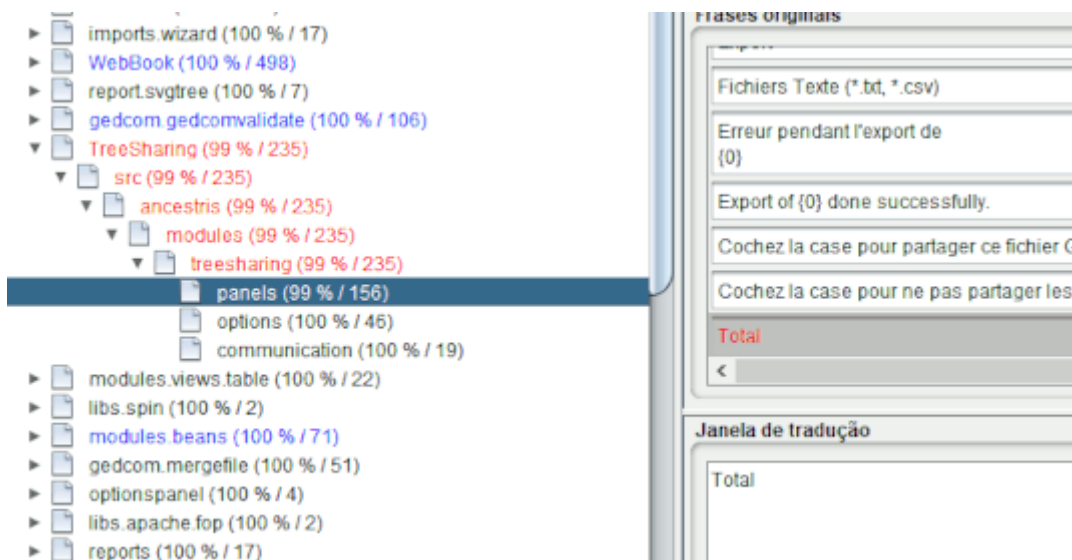 imports.wizard (100 % / 17)
WebBook (100 % / 498)
report.svgtree (100 % / 7)
gedcom.gedcomvalidate (100 % / 106)
TreeSharing (99 % / 235)
src (99 % / 235)
ancestris (99 % / 235)
modules (99 % / 235)
treesharing (99 % / 235)
panels (99 % / 156)
options (100 % / 46)
communication (100 % / 19)
modules.views.table (100 % / 22)
libs.spin (100 % / 2)
modules.beans (100 % / 71)
gedcom.mergefile (100 % / 51)
optionspanel (100 % / 4)
libs.apache.fop (100 % / 2)
reports (100 % / 17)
Frases originais
Fichiers Texte (*.txt, *.csv)
Erreur pendant l'export de
{0}
Export of {0} done successfully.
Cochez la case pour partager ce fichier G
Cochez la case pour ne pas partager les
Total
Janela de tradução
Total